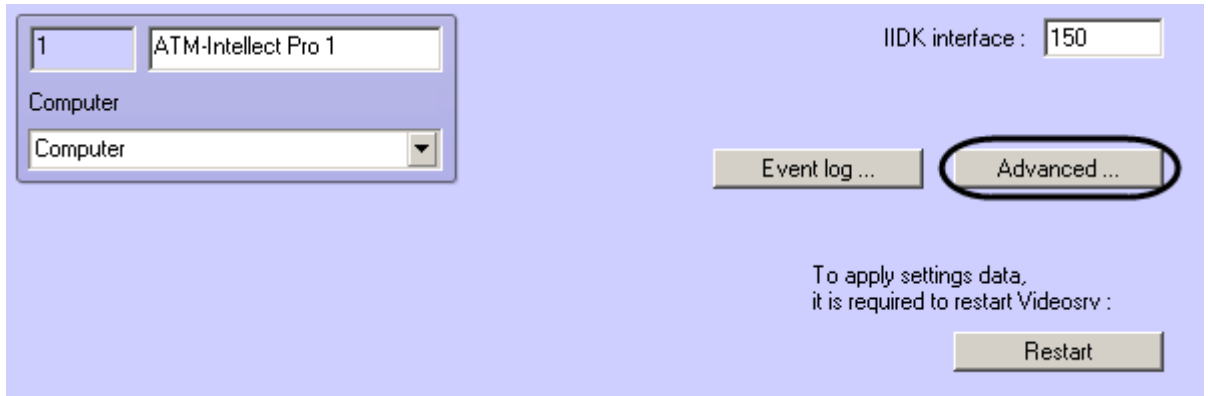 1
ATM-Intellect Pro 1
IIDK interface :
150
Computer
Computer
Event log ...
Advanced ...
To apply settings data,
it is required to restart Videosrv :
Restart